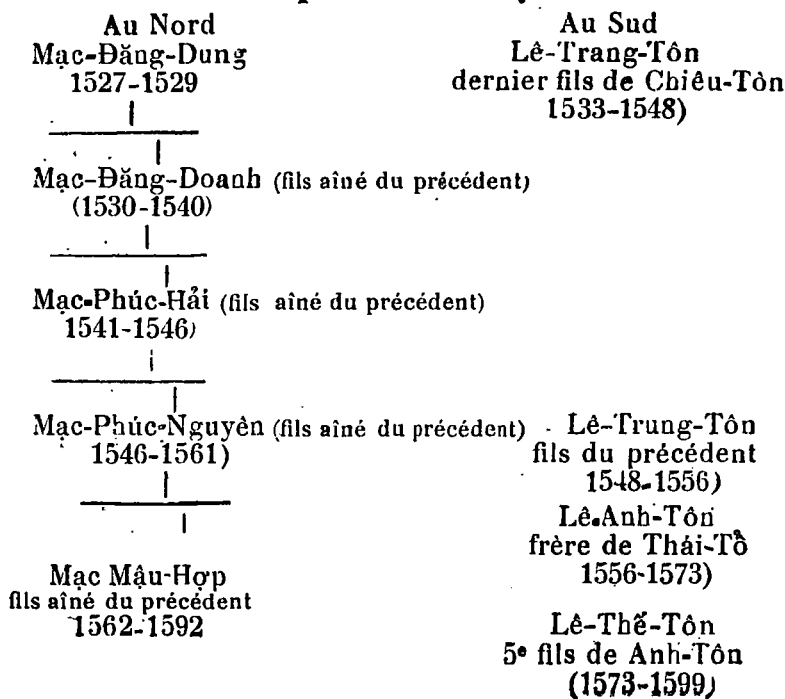 Au Nord
Mạc-Đăng-Dung
1527-1529
Mạc-Đăng-Doanh (fils aîné du précédent)
(1530-1540)
Mạc-Phúc-Hải (fils aîné du précédent)
1541-1546)
Mạc-Phúc-Nguyên (fils aîné du précédent)
1546-1561)
Mạc Mậu-Hợp
fils aîné du précédent
1562-1592
Au Sud
Lê-Trang-Tôn
dernier fils de Chiêu-Tòn
1533-1548)
Lê-Trung-Tôn
fils du précédent
1548-1556)
Lê-Anh-Tôn
frère de Thái-Tổ
1556-1573)
Lê-Thế-Tôn
5e fils de Anh-Tôn
(1573-1599)